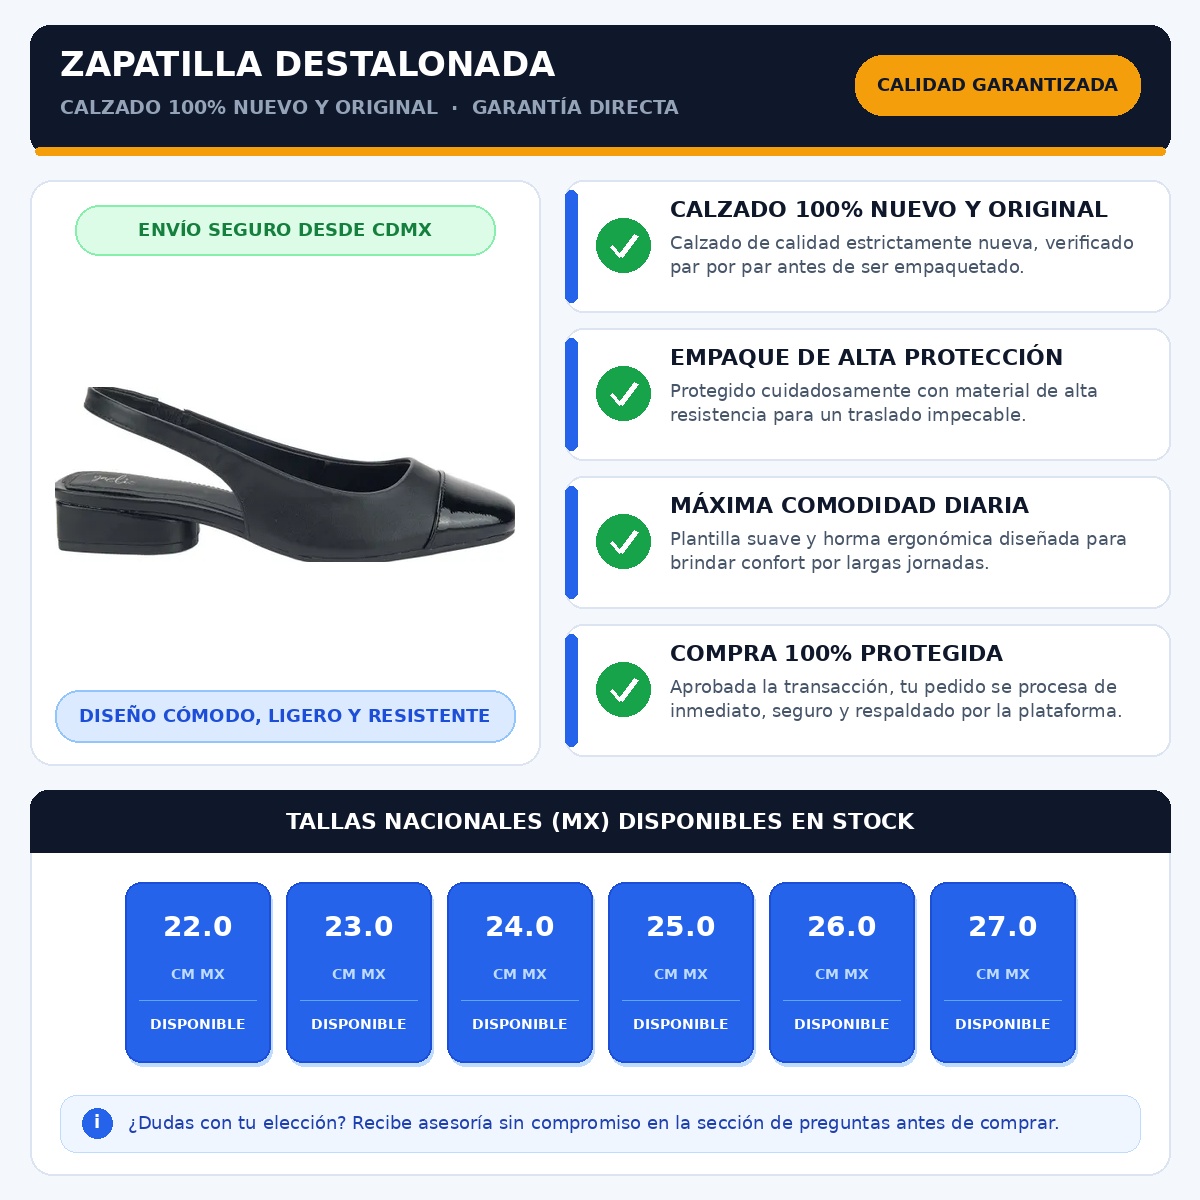 ZAPATILLA DESTALONADA
CALZADO 100% NUEVO Y ORIGINAL · GARANTÍA DIRECTA
CALIDAD GARANTIZADA
ENVÍO SEGURO DESDE CDMX
DISEÑO CÓMODO, LIGERO Y RESISTENTE
CALZADO 100% NUEVO Y ORIGINAL
Calzado de calidad estrictamente nueva, verificado
par por par antes de ser empaquetado.
EMPAQUE DE ALTA PROTECCIÓN
Protegido cuidadosamente con material de alta
resistencia para un traslado impecable.
MÁXIMA COMODIDAD DIARIA
Plantilla suave y horma ergonómica diseñada para
brindar confort por largas jornadas.
COMPRA 100% PROTEGIDA
Aprobada la transacción, tu pedido se procesa de
inmediato, seguro y respaldado por la plataforma.
TALLAS NACIONALES (MX) DISPONIBLES EN STOCK
22.0
CM MX
DISPONIBLE
23.0
CM MX
DISPONIBLE
24.0
CM MX
DISPONIBLE
25.0
CM MX
DISPONIBLE
26.0
CM MX
DISPONIBLE
27.0
CM MX
DISPONIBLE
i
¿Dudas con tu elección? Recibe asesoría sin compromiso en la sección de preguntas antes de comprar.